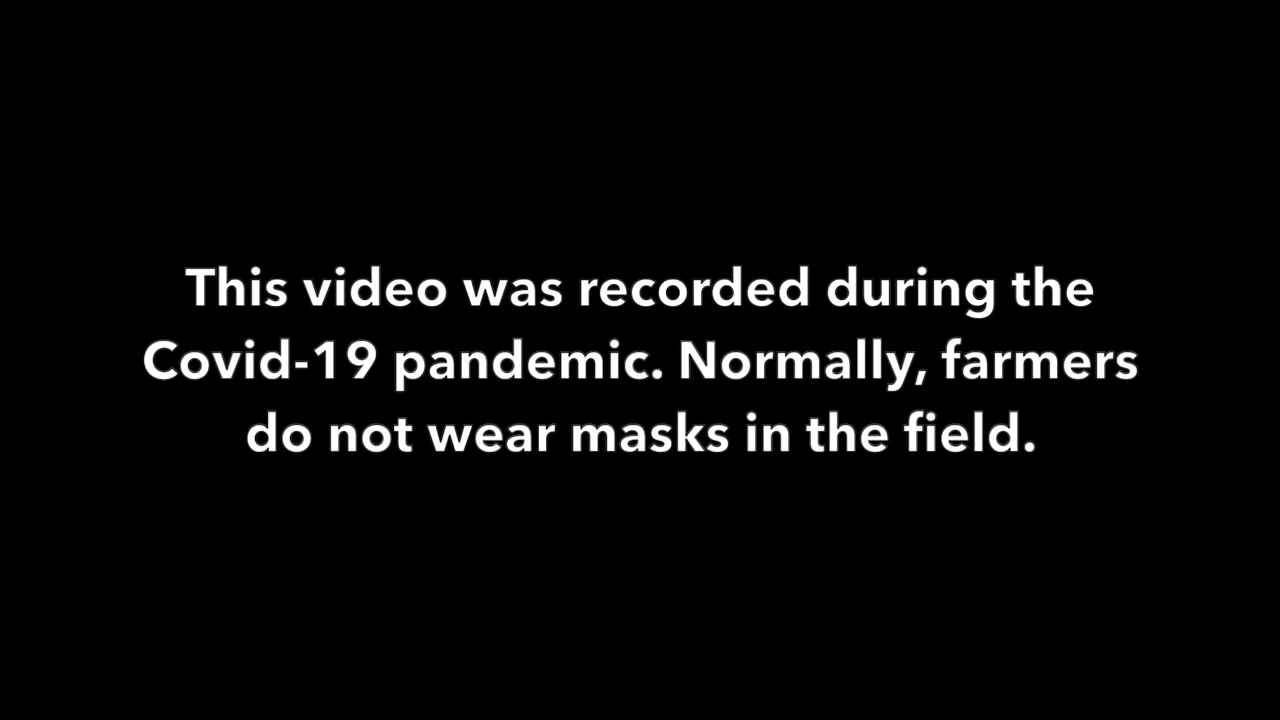 This video was recorded during the
Covid-19 pandemic. Normally, farmers
do not wear masks in the field.